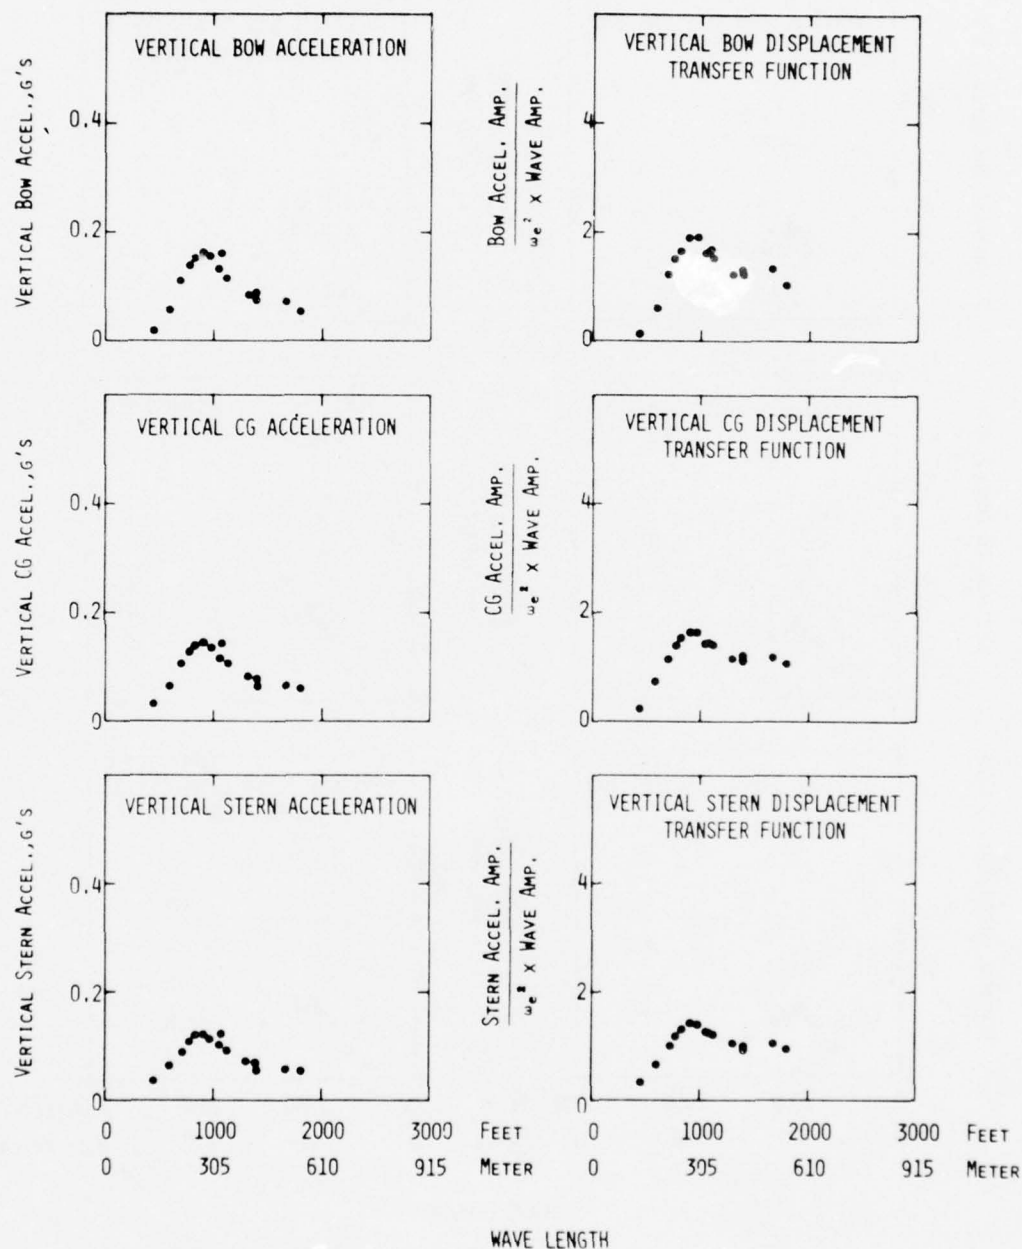 VERTICAL BOW ACCELERATION
VERTICAL BOW ACCEL.,G'S
0.4
0.2
0
VERTICAL BOW DISPLACEMENT
TRANSFER FUNCTION
BOW ACCEL. AMP.
ωe² X WAVE AMP.
4
2
0
VERTICAL CG ACCELERATION
VERTICAL CG ACCEL.,G'S
0.4
0.2
0
VERTICAL CG DISPLACEMENT
TRANSFER FUNCTION
CG ACCEL. AMP.
ωe² X WAVE AMP.
4
2
0
VERTICAL STERN ACCELERATION
VERTICAL STERN ACCEL.,G'S
0.4
0.2
0
VERTICAL STERN DISPLACEMENT
TRANSFER FUNCTION
STERN ACCEL. AMP.
ωe² X WAVE AMP.
4
2
0
0 1000 2000 3000 FEET
0 305 610 915 METER
0 1000 2000 3000 FEET
0 305 610 915 METER
WAVE LENGTH